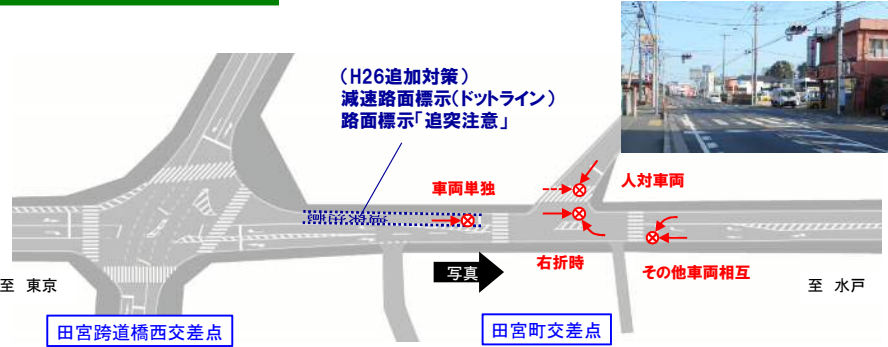 (H26追加対策)
減速路面標示(ドットライン)
路面標示「追突注意」
車両単独
人対車両
右折時
その他車両相互
写真
至 東京
至 水戸
田宮跨道橋西交差点
田宮町交差点